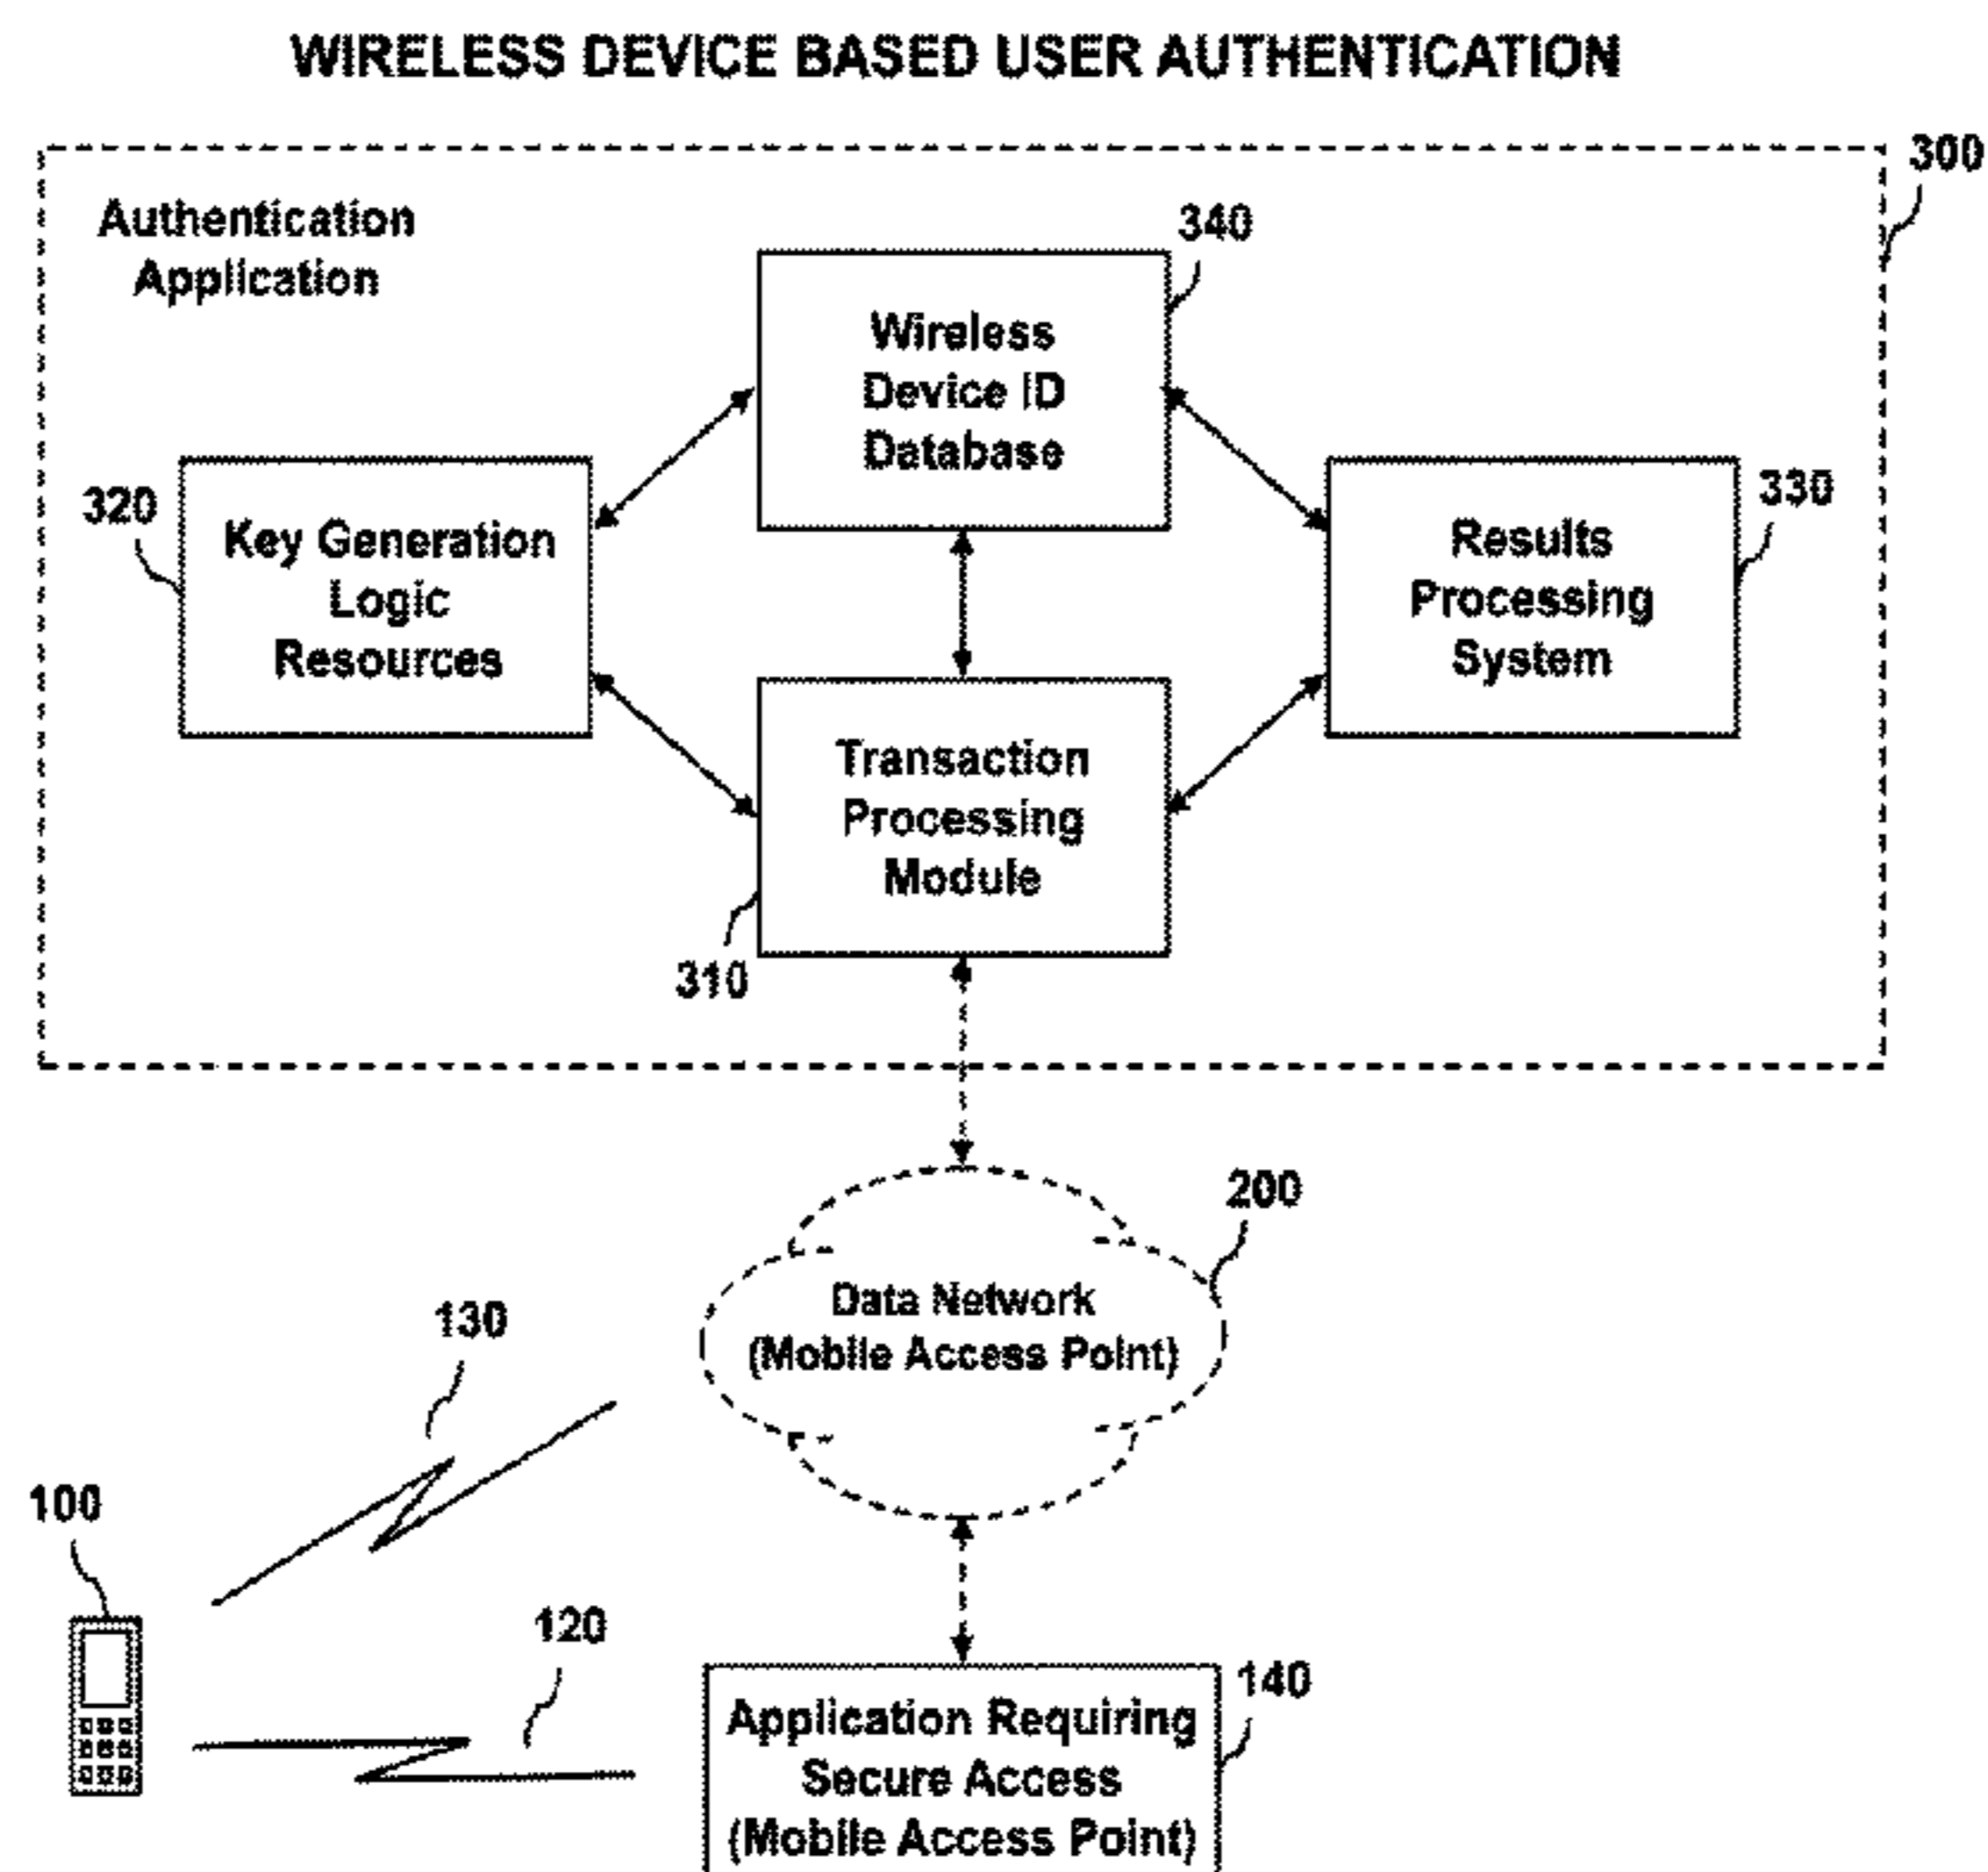 WIRELESS DEVICE BASED USER AUTHENTICATION
300
Authentication
Application
340
Wireless
Device ID
Database
320
Key Generation
Logic
Resources
330
Results
Processing
System
Transaction
Processing
Module
310
200
Data Network
(Mobile Access Point)
130
100
120
140
Application Requiring
Secure Access
(Mobile Access Point)